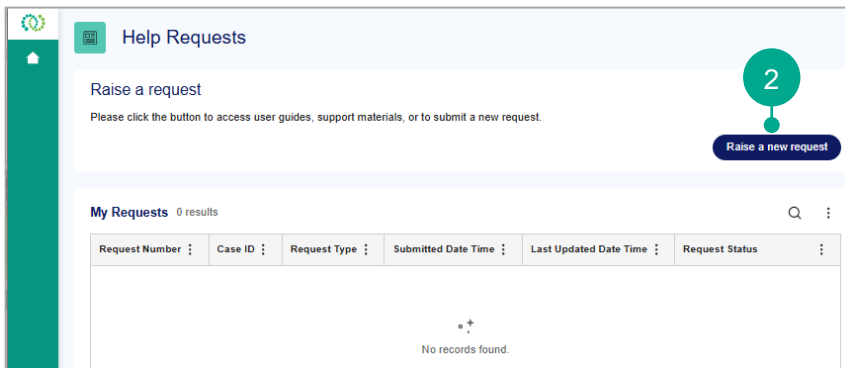 Help Requests
2
Raise a request
Please click the button to access user guides, support materials, or to submit a new request.
Raise a new request
My Requests 0 results
Request Number Case ID Request Type Submitted Date Time Last Updated Date Time Request Status
No records found.